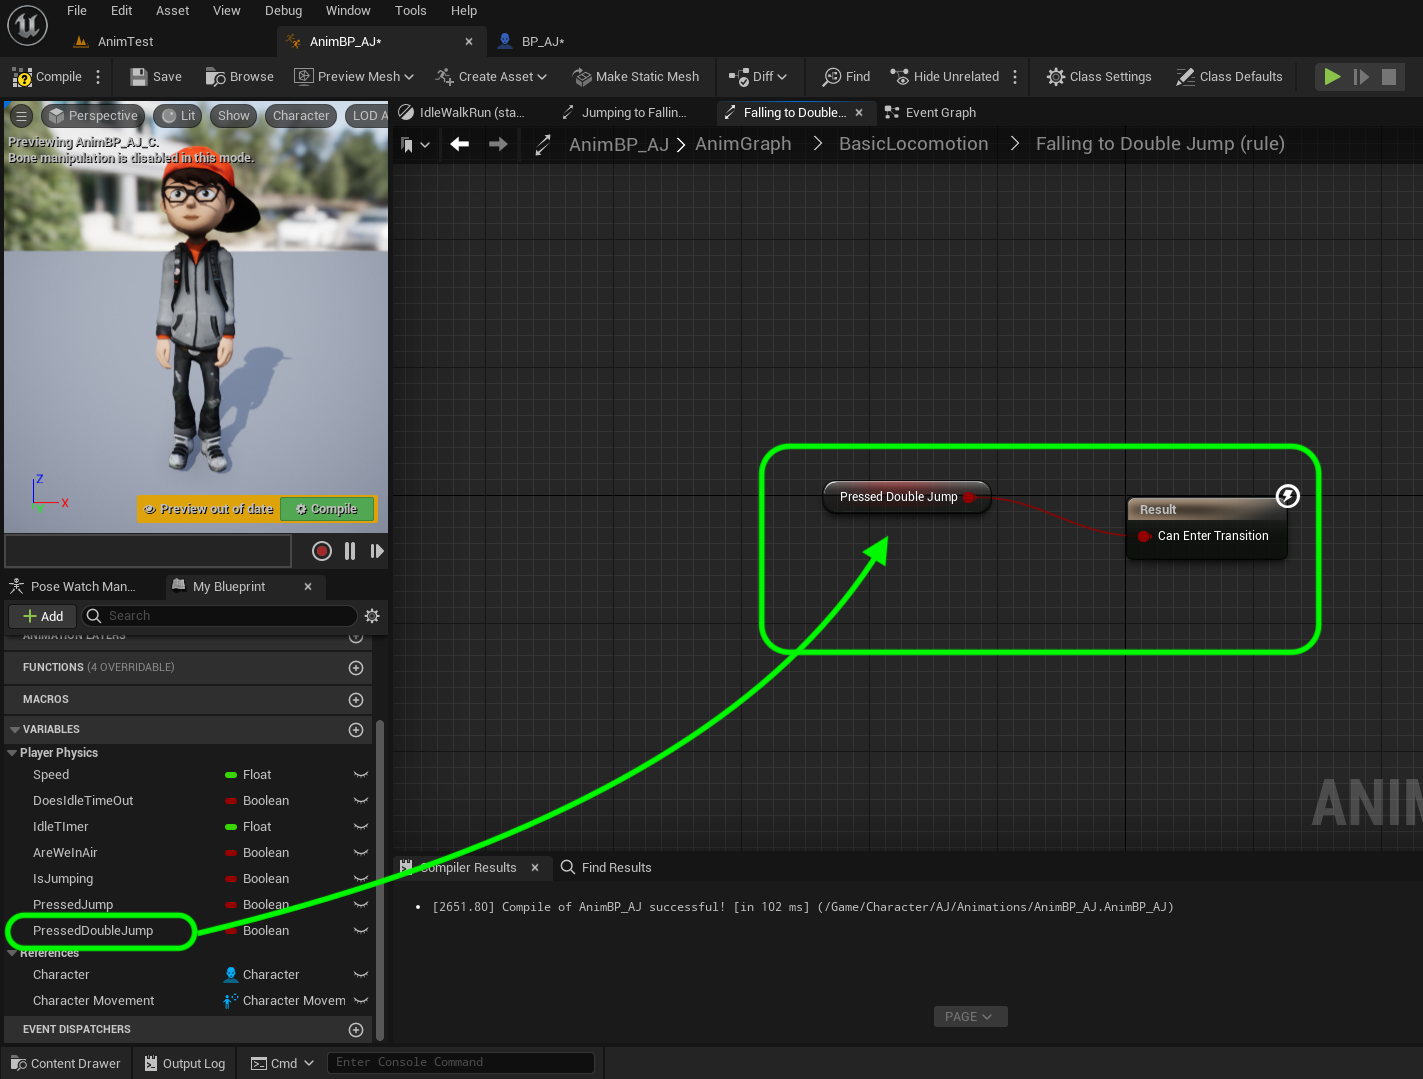 File Edit Asset View Debug Window Tools Help
AnimTest AnimBP_AJ* BP_AJ*
Compile Save Browse Preview Mesh Create Asset Make Static Mesh Diff Find Hide Unrelated Class Settings Class Defaults
Perspective Lit Show Character LOD A
Previewing AnimBP_AJ_C.
Bone manipulation is disabled in this mode.
Z
X
Y
Preview out of date Compile
IdleWalkRun (sta... Jumping to Fallin... Falling to Double... Event Graph
AnimBP_AJ > AnimGraph > BasicLocomotion > Falling to Double Jump (rule)
Pressed Double Jump
Result
Can Enter Transition
ANIM
Pose Watch Man... My Blueprint
Add Search
ANIMATION LAYERS
FUNCTIONS (4 OVERRIDABLE)
MACROS
VARIABLES
Player Physics
Speed Float
DoesIdleTimeOut Boolean
IdleTImer Float
AreWeInAir Boolean
IsJumping Boolean
PressedJump Boolean
PressedDoubleJump Boolean
References
Character Character
Character Movement Character Movem
EVENT DISPATCHERS
Compiler Results Find Results
[2651.80] Compile of AnimBP_AJ successful! [in 102 ms] (/Game/Character/AJ/Animations/AnimBP_AJ.AnimBP_AJ)
PAGE
Content Drawer Output Log Cmd Enter Console Command